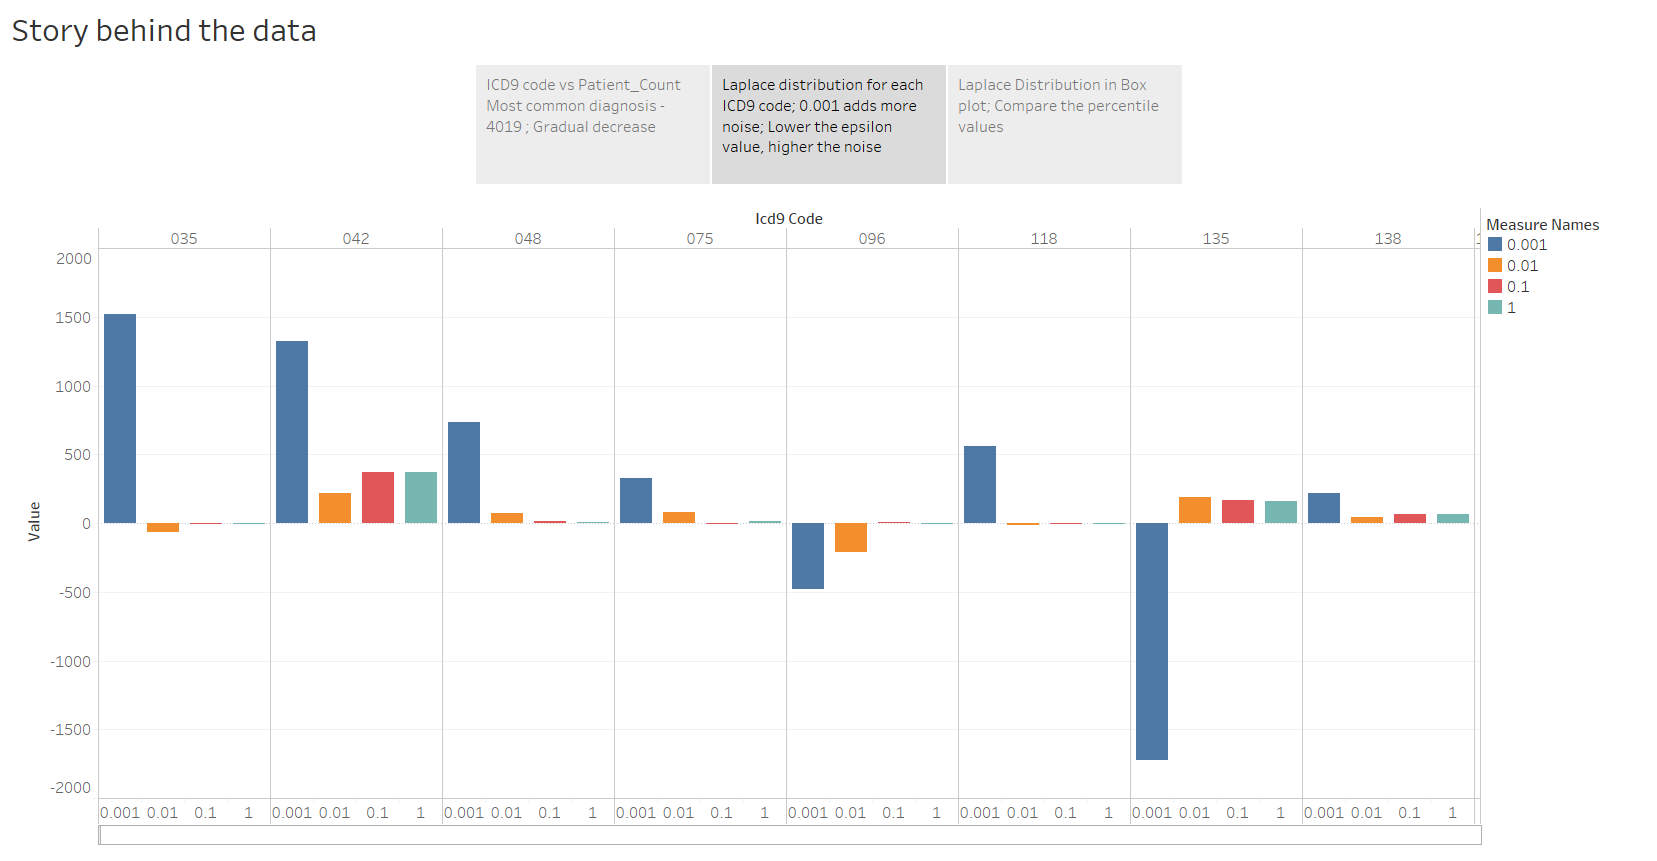 Story behind the data
ICD9 code vs Patient_Count
Most common diagnosis -
4019 ; Gradual decrease
Laplace distribution for each
ICD9 code; 0.001 adds more
noise; Lower the epsilon
value, higher the noise
Laplace Distribution in Box
plot; Compare the percentile
values
Icd9 Code
035 042 048 075 096 118 135 138
Measure Names
0.001
0.01
0.1
1
2000
1500
1000
500
0
-500
-1000
-1500
-2000
Value
0.001 0.01 0.1 1 0.001 0.01 0.1 1 0.001 0.01 0.1 1 0.001 0.01 0.1 1 0.001 0.01 0.1 1 0.001 0.01 0.1 1 0.001 0.01 0.1 1 0.001 0.01 0.1 1